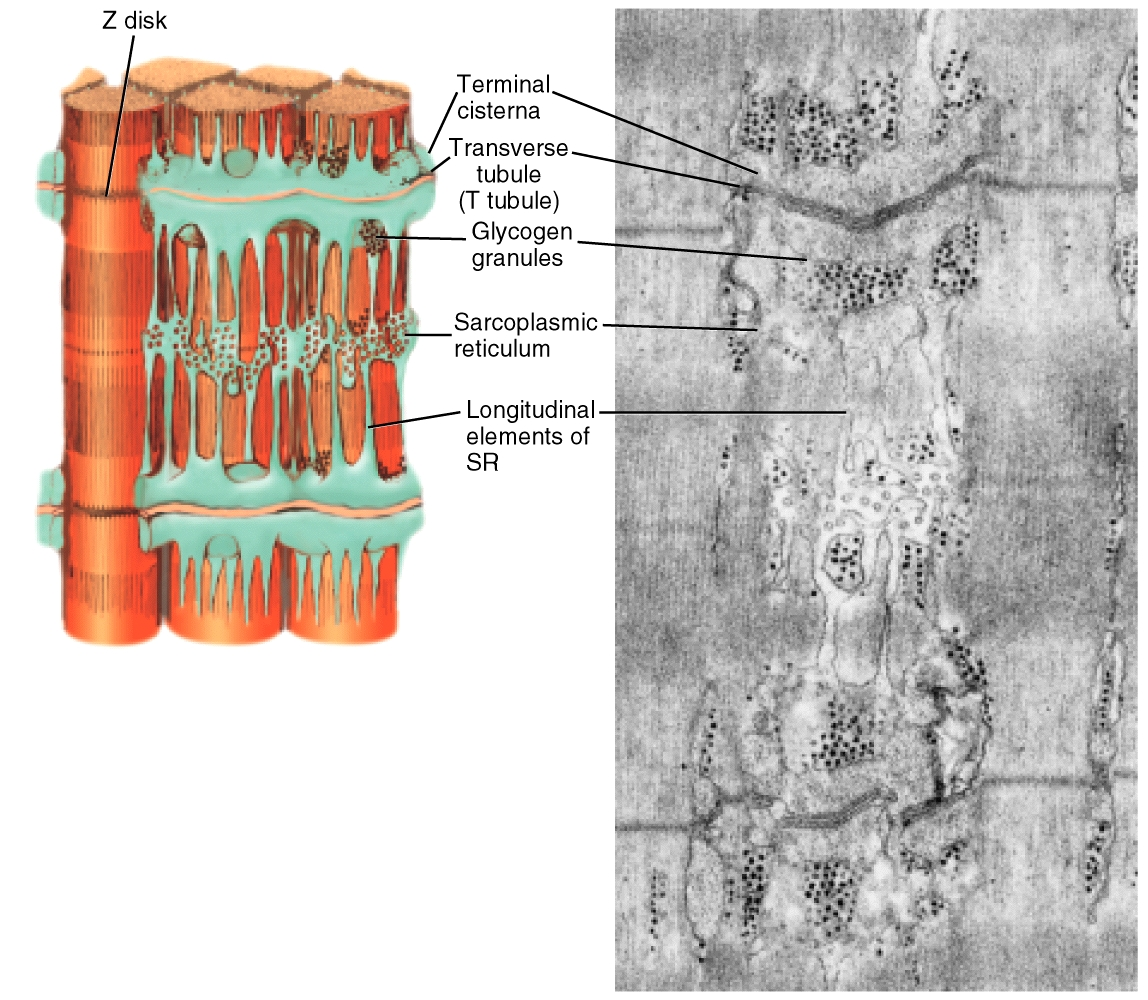 Z disk
Terminal
cisterna
Transverse
tubule
(T tubule)
Glycogen
granules
Sarcoplasmic
reticulum
Longitudinal
elements of
SR